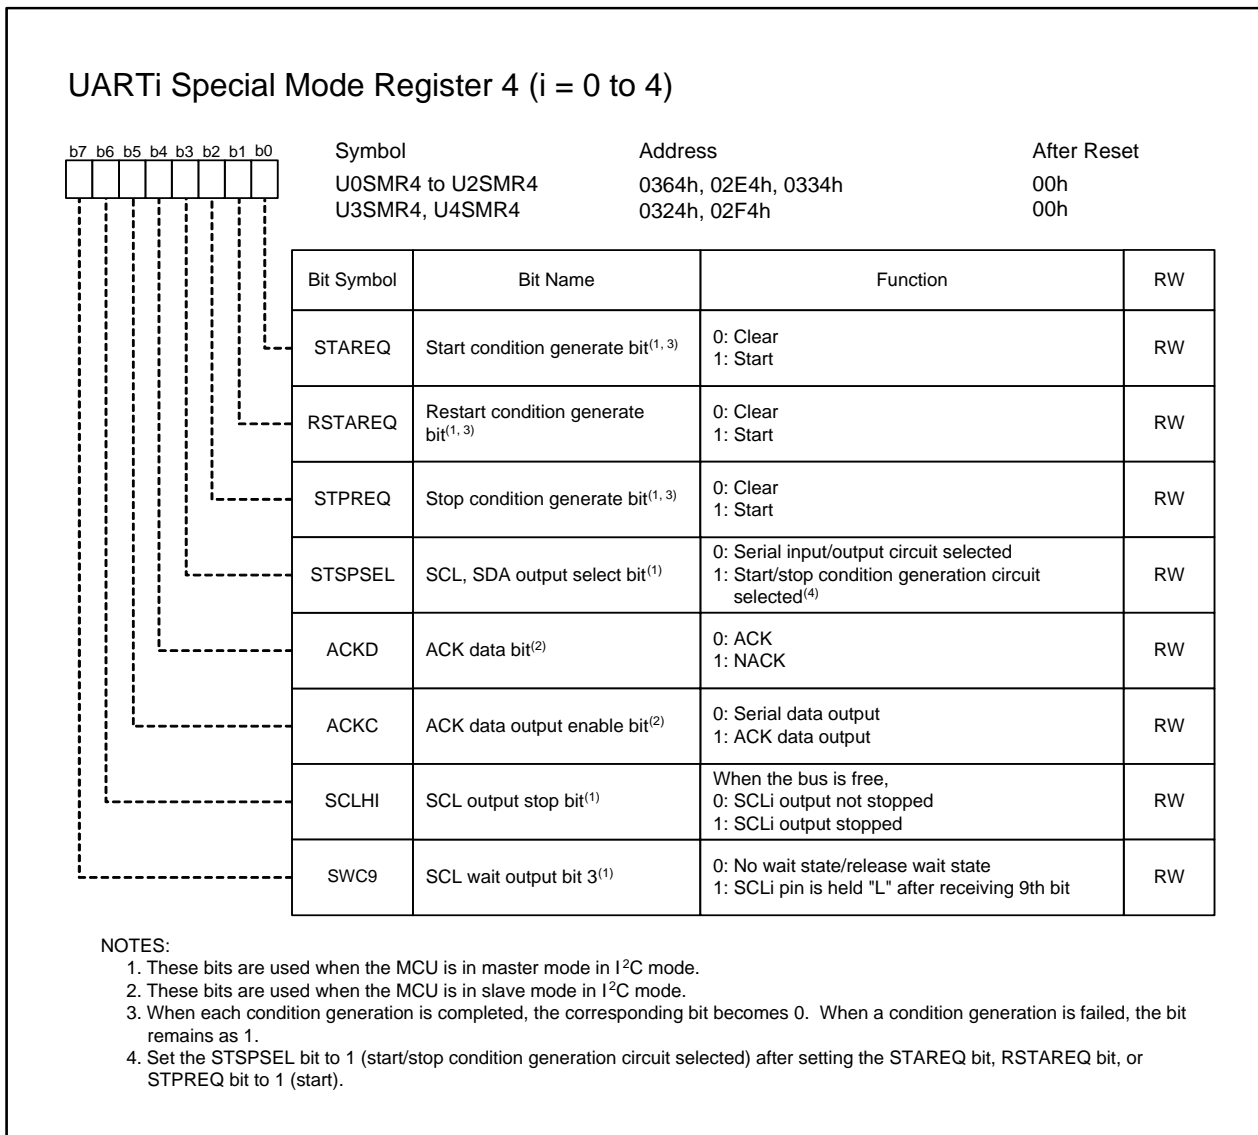 UARTi Special Mode Register 4 (i = 0 to 4)
b7 b6 b5 b4 b3 b2 b1 b0
Symbol Address After Reset
U0SMR4 to U2SMR4 0364h, 02E4h, 0334h 00h
U3SMR4, U4SMR4 0324h, 02F4h 00h
Bit Symbol Bit Name Function RW
STAREQ Start condition generate bit(1, 3) 0: Clear RW
1: Start
RSTAREQ Restart condition generate 0: Clear RW
bit(1, 3) 1: Start
STPREQ Stop condition generate bit(1, 3) 0: Clear RW
1: Start
STSPSEL SCL, SDA output select bit(1) 0: Serial input/output circuit selected RW
1: Start/stop condition generation circuit
selected(4)
ACKD ACK data bit(2) 0: ACK RW
1: NACK
ACKC ACK data output enable bit(2) 0: Serial data output RW
1: ACK data output
SCLHI SCL output stop bit(1) When the bus is free, RW
0: SCLi output not stopped
1: SCLi output stopped
SWC9 SCL wait output bit 3(1) 0: No wait state/release wait state RW
1: SCLi pin is held "L" after receiving 9th bit
NOTES:
1. These bits are used when the MCU is in master mode in I2C mode.
2. These bits are used when the MCU is in slave mode in I2C mode.
3. When each condition generation is completed, the corresponding bit becomes 0. When a condition generation is failed, the bit
remains as 1.
4. Set the STSPSEL bit to 1 (start/stop condition generation circuit selected) after setting the STAREQ bit, RSTAREQ bit, or
STPREQ bit to 1 (start).